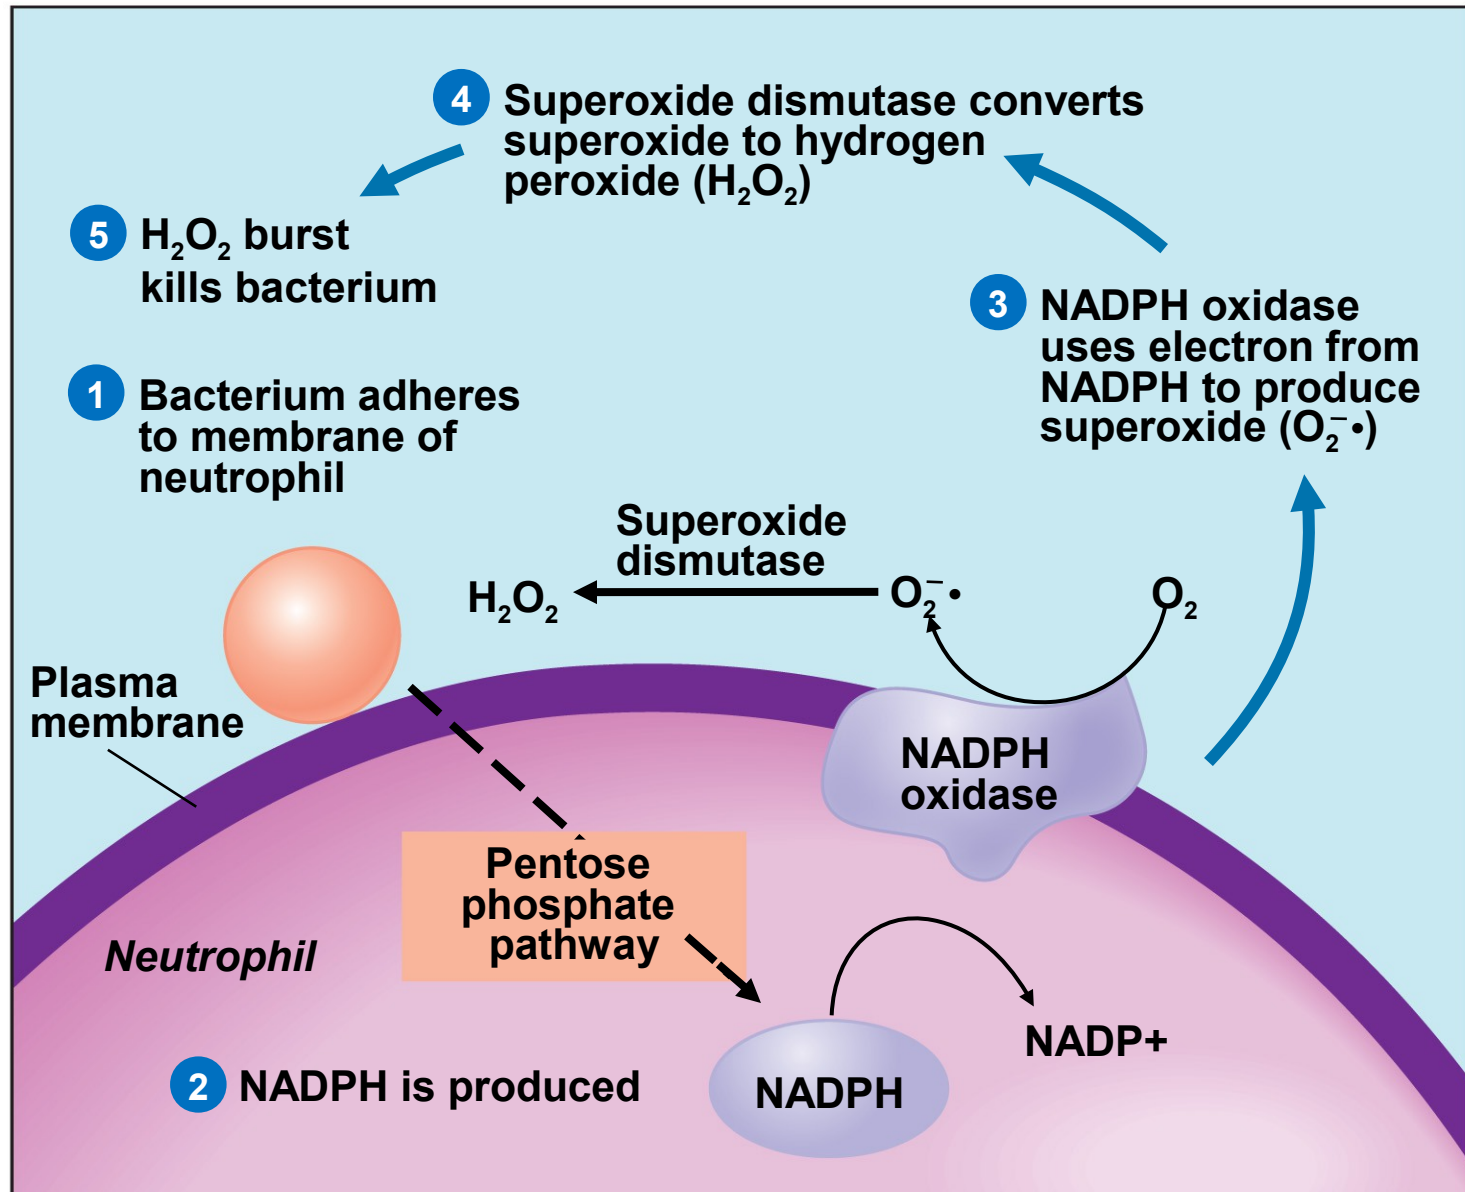 4 Superoxide dismutase converts
superoxide to hydrogen
peroxide (H₂O₂)
5 H₂O₂ burst
kills bacterium
3 NADPH oxidase
uses electron from
NADPH to produce
superoxide (O₂⁻•)
1 Bacterium adheres
to membrane of
neutrophil
Superoxide
dismutase
H₂O₂
O₂⁻•
O₂
Plasma
membrane
NADPH
oxidase
Pentose
phosphate
pathway
Neutrophil
NADP+
2 NADPH is produced
NADPH